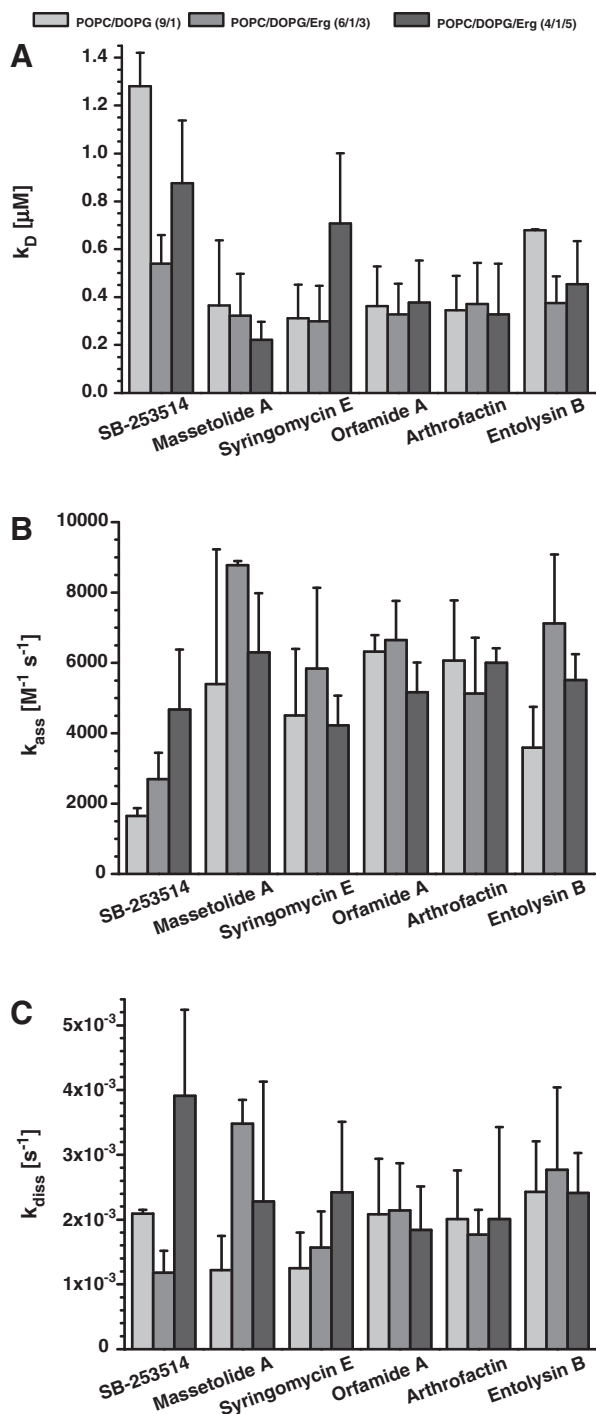 POPC/DOPG (9/1) POPC/DOPG/Erg (6/1/3) POPC/DOPG/Erg (4/1/5)
A
1.4
1.2
1.0
0.8
0.6
0.4
0.2
0.0
k_D [µM]
SB-253514 Massetolide A Syringomycin E Orfamide A Arthrofactin Entolysin B
B
10000
8000
6000
4000
2000
0
k_ass [M⁻¹ s⁻¹]
SB-253514 Massetolide A Syringomycin E Orfamide A Arthrofactin Entolysin B
C
5x10⁻³
4x10⁻³
3x10⁻³
2x10⁻³
1x10⁻³
0
k_diss [s⁻¹]
SB-253514 Massetolide A Syringomycin E Orfamide A Arthrofactin Entolysin B